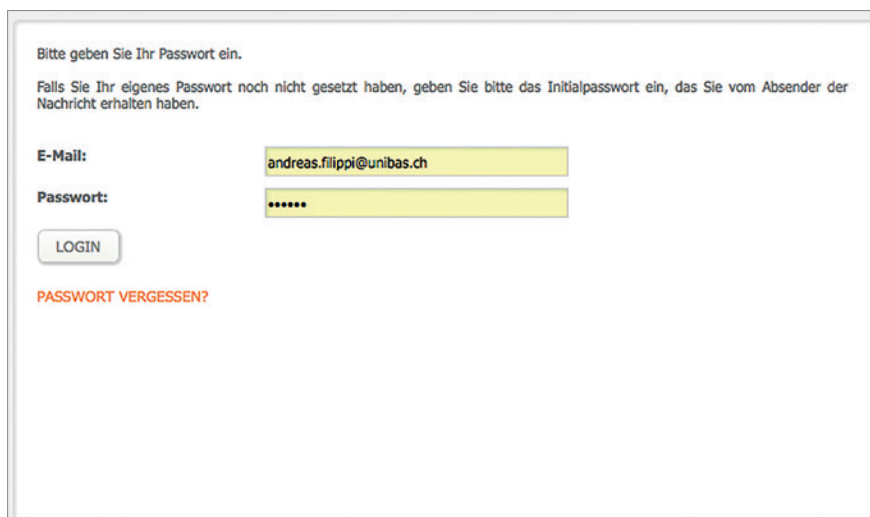 Bitte geben Sie Ihr Passwort ein.
Falls Sie Ihr eigenes Passwort noch nicht gesetzt haben, geben Sie bitte das Initialpasswort ein, das Sie vom Absender der
Nachricht erhalten haben.
E-Mail: andreas.filippi@unibas.ch
Passwort: ••••••
LOGIN
PASSWORT VERGESSEN?